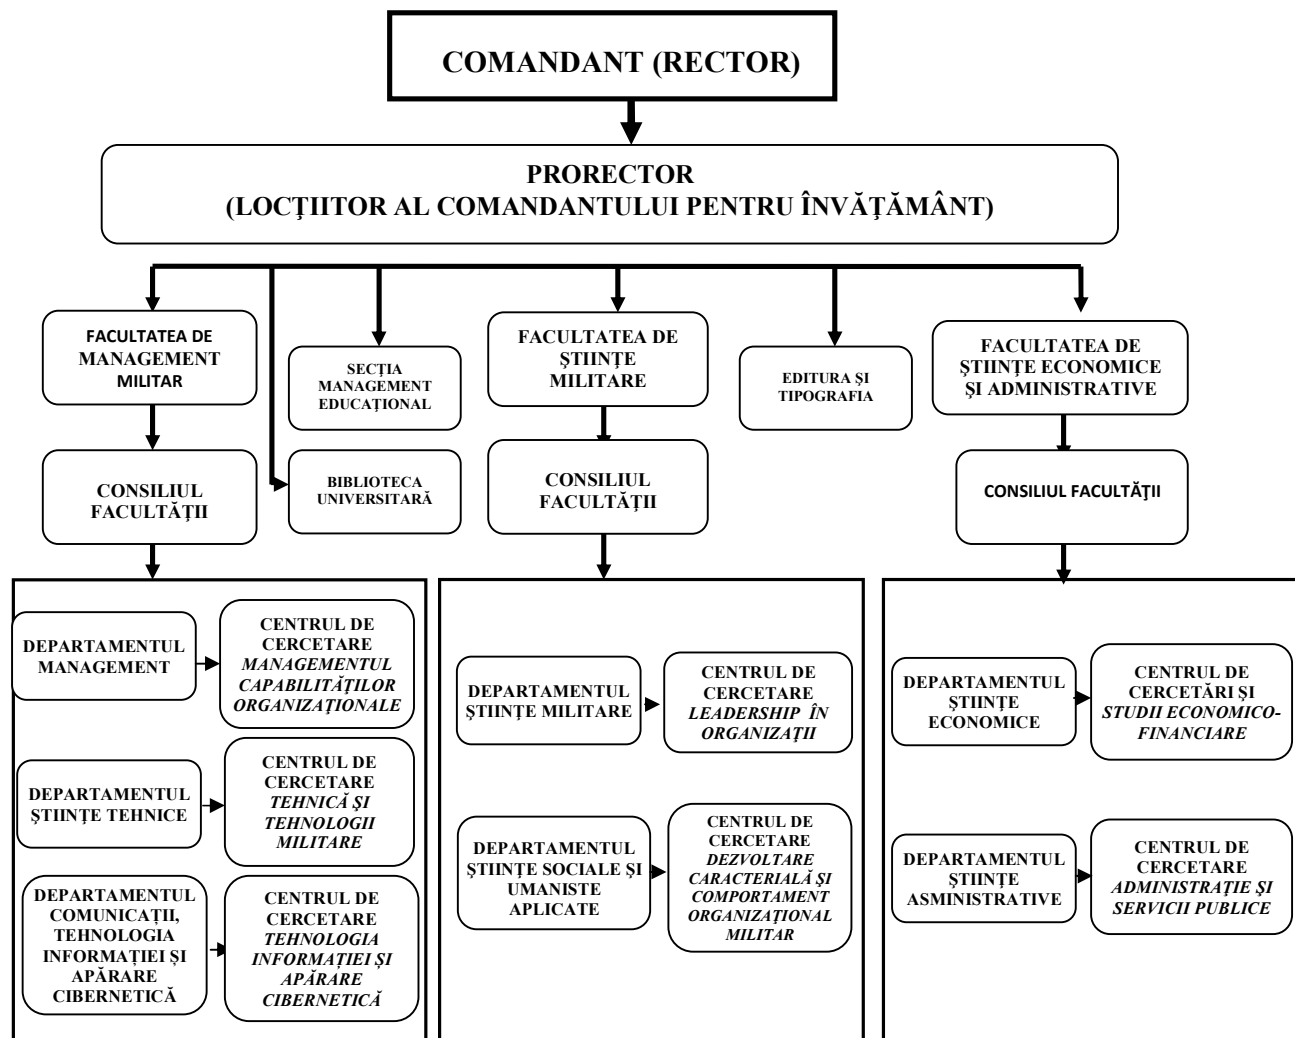 COMANDANT (RECTOR)
PRORECTOR
(LOCŢIITOR AL COMANDANTULUI PENTRU ÎNVĂŢĂMÂNT)
FACULTATEA DE
MANAGEMENT
MILITAR
SECŢIA
MANAGEMENT
EDUCAŢIONAL
FACULTATEA DE
ŞTIINŢE
MILITARE
EDITURA ŞI
TIPOGRAFIA
FACULTATEA DE
ŞTIINŢE ECONOMICE
ŞI ADMINISTRATIVE
CONSILIUL
FACULTĂŢII
BIBLIOTECA
UNIVERSITARĂ
CONSILIUL
FACULTĂŢII
CONSILIUL FACULTĂŢII
DEPARTAMENTUL
MANAGEMENT
CENTRUL DE
CERCETARE
MANAGEMENTUL
CAPABILITĂŢILOR
ORGANIZAŢIONALE
DEPARTAMENTUL
ŞTIINŢE TEHNICE
CENTRUL DE
CERCETARE
TEHNICĂ ŞI
TEHNOLOGII
MILITARE
DEPARTAMENTUL
COMUNICAȚII,
TEHNOLOGIA
INFORMAȚIEI ȘI
APĂRARE
CIBERNETICĂ
CENTRUL DE
CERCETARE
TEHNOLOGIA
INFORMAȚIEI ŞI
APĂRARE
CIBERNETICĂ
DEPARTAMENTUL
ŞTIINŢE MILITARE
CENTRUL DE
CERCETARE
LEADERSHIP ÎN
ORGANIZAŢII
DEPARTAMENTUL
ŞTIINŢE SOCIALE ŞI
UMANISTE
APLICATE
CENTRUL DE
CERCETARE
DEZVOLTARE
CARACTERIALĂ ŞI
COMPORTAMENT
ORGANIZAŢIONAL
MILITAR
DEPARTAMENTUL
ŞTIINŢE
ECONOMICE
CENTRUL DE
CERCETĂRI ŞI
STUDII ECONOMICO-
FINANCIARE
DEPARTAMENTUL
ŞTIINŢE
ASMINISTRATIVE
CENTRUL DE
CERCETARE
ADMINISTRAŢIE ŞI
SERVICII PUBLICE